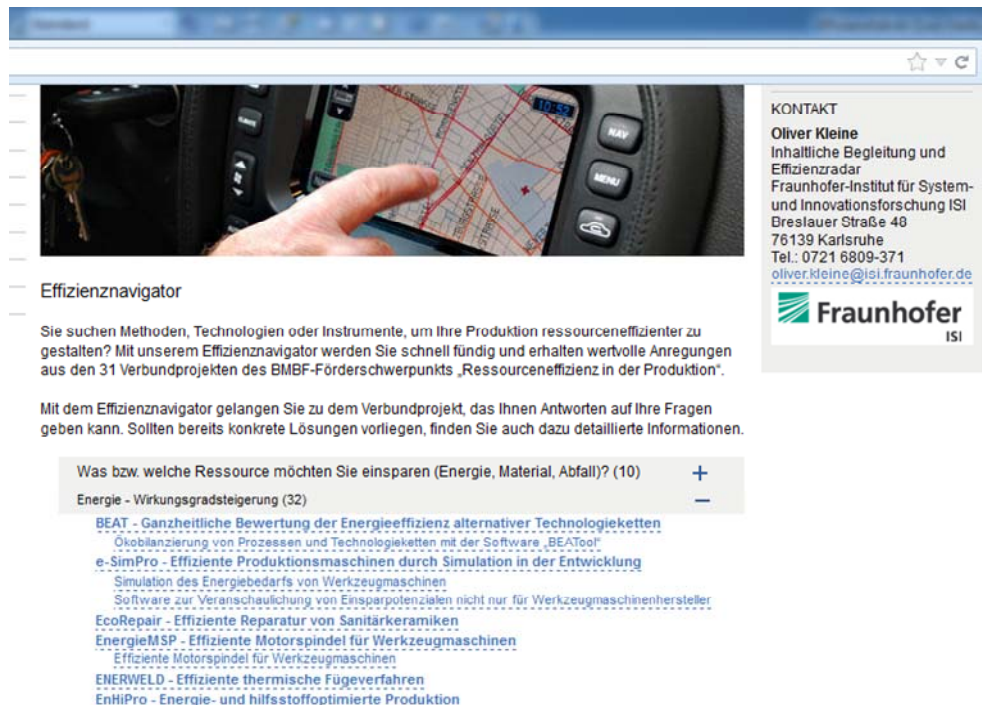 10:52
NAV
MENU
KONTAKT
Oliver Kleine
Inhaltliche Begleitung und
Effizienzradar
Fraunhofer-Institut für System-
und Innovationsforschung ISI
Breslauer Straße 48
76139 Karlsruhe
Tel.: 0721 6809-371
oliver.kleine@isi.fraunhofer.de
Fraunhofer
ISI
Effizienznavigator
Sie suchen Methoden, Technologien oder Instrumente, um Ihre Produktion ressourceneffizienter zu
gestalten? Mit unserem Effizienznavigator werden Sie schnell fündig und erhalten wertvolle Anregungen
aus den 31 Verbundprojekten des BMBF-Förderschwerpunkts „Ressourceneffizienz in der Produktion“.
Mit dem Effizienznavigator gelangen Sie zu dem Verbundprojekt, das Ihnen Antworten auf Ihre Fragen
geben kann. Sollten bereits konkrete Lösungen vorliegen, finden Sie auch dazu detaillierte Informationen.
Was bzw. welche Ressource möchten Sie einsparen (Energie, Material, Abfall)? (10) +
Energie - Wirkungsgradsteigerung (32) −
BEAT - Ganzheitliche Bewertung der Energieeffizienz alternativer Technologieketten
Ökobilanzierung von Prozessen und Technologieketten mit der Software „BEATool“
e-SimPro - Effiziente Produktionsmaschinen durch Simulation in der Entwicklung
Simulation des Energiebedarfs von Werkzeugmaschinen
Software zur Veranschaulichung von Einsparpotenzialen nicht nur für Werkzeugmaschinenhersteller
EcoRepair - Effiziente Reparatur von Sanitärkeramiken
EnergieMSP - Effiziente Motorspindel für Werkzeugmaschinen
Effiziente Motorspindel für Werkzeugmaschinen
ENERWELD - Effiziente thermische Fügeverfahren
EnHiPro - Energie- und hilfsstoffoptimierte Produktion